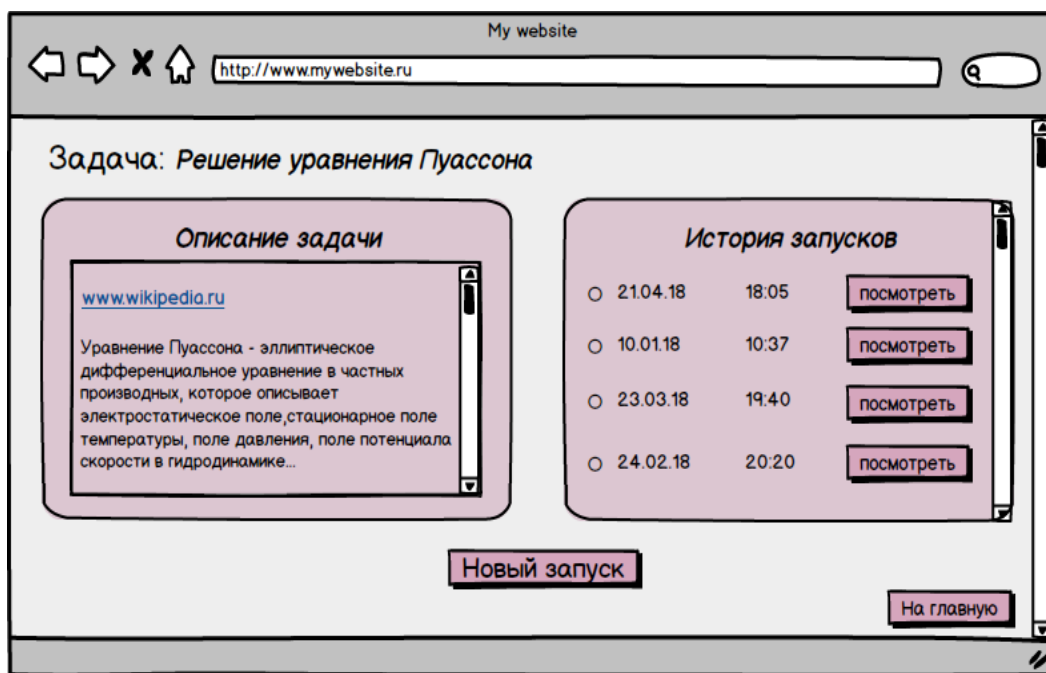 My website
http://www.mywebsite.ru
Задача: Решение уравнения Пуассона
Описание задачи
www.wikipedia.ru
Уравнение Пуассона - эллиптическое
дифференциальное уравнение в частных
производных, которое описывает
электростатическое поле,стационарное поле
температуры, поле давления, поле потенциала
скорости в гидродинамике...
История запусков
21.04.18 18:05 посмотреть
10.01.18 10:37 посмотреть
23.03.18 19:40 посмотреть
24.02.18 20:20 посмотреть
Новый запуск
На главную